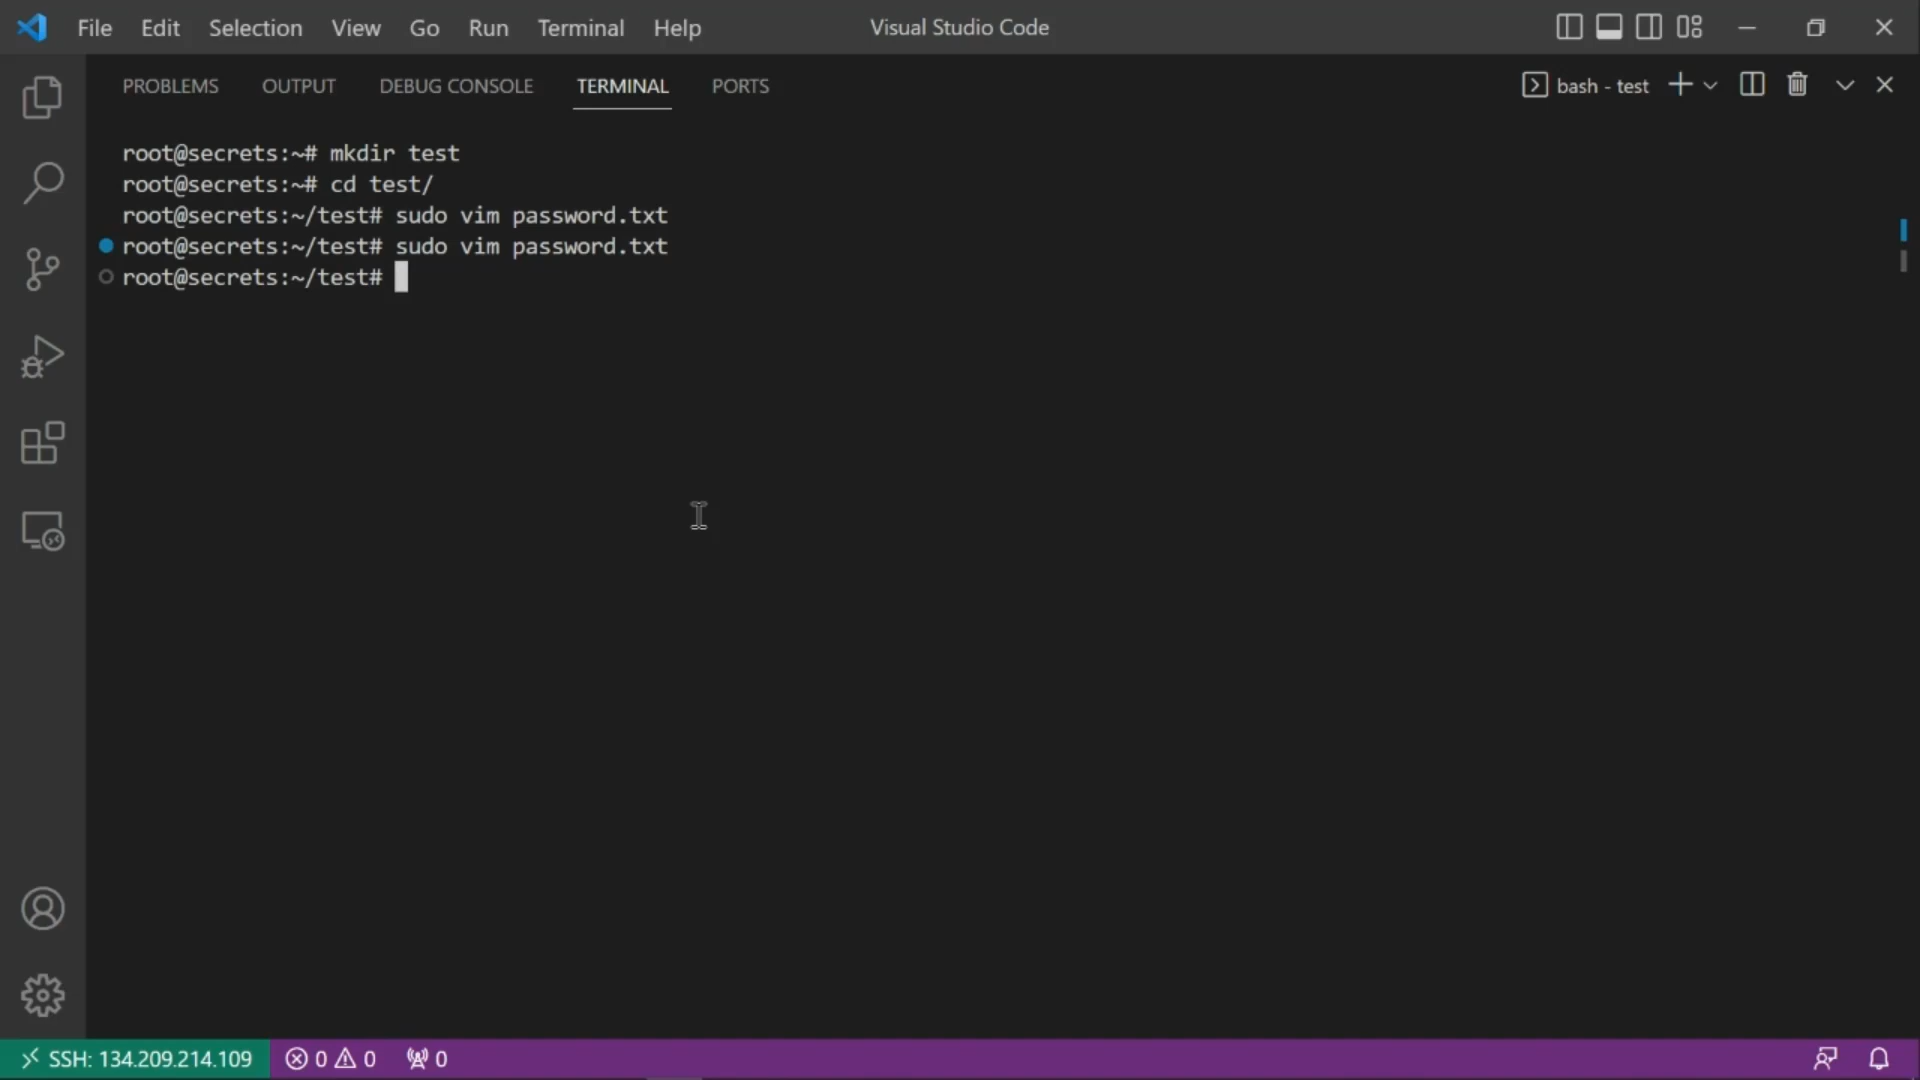 File Edit Selection View Go Run Terminal Help Visual Studio Code
PROBLEMS OUTPUT DEBUG CONSOLE TERMINAL PORTS bash - test
root@secrets:~# mkdir test
root@secrets:~# cd test/
root@secrets:~/test# sudo vim password.txt
root@secrets:~/test# sudo vim password.txt
root@secrets:~/test#
SSH: 134.209.214.109 0 0 0